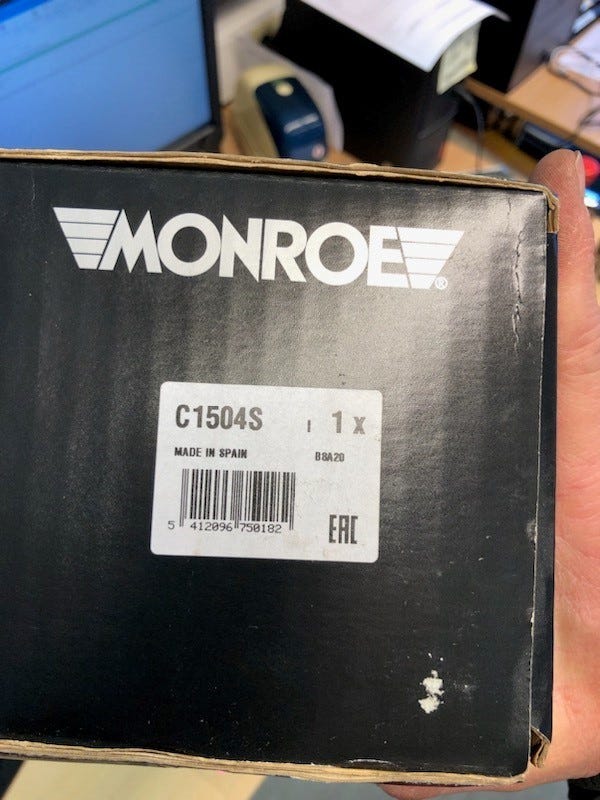 MONROE®
C1504S I 1 x
MADE IN SPAIN B8A20
5 412096 750182
EAC